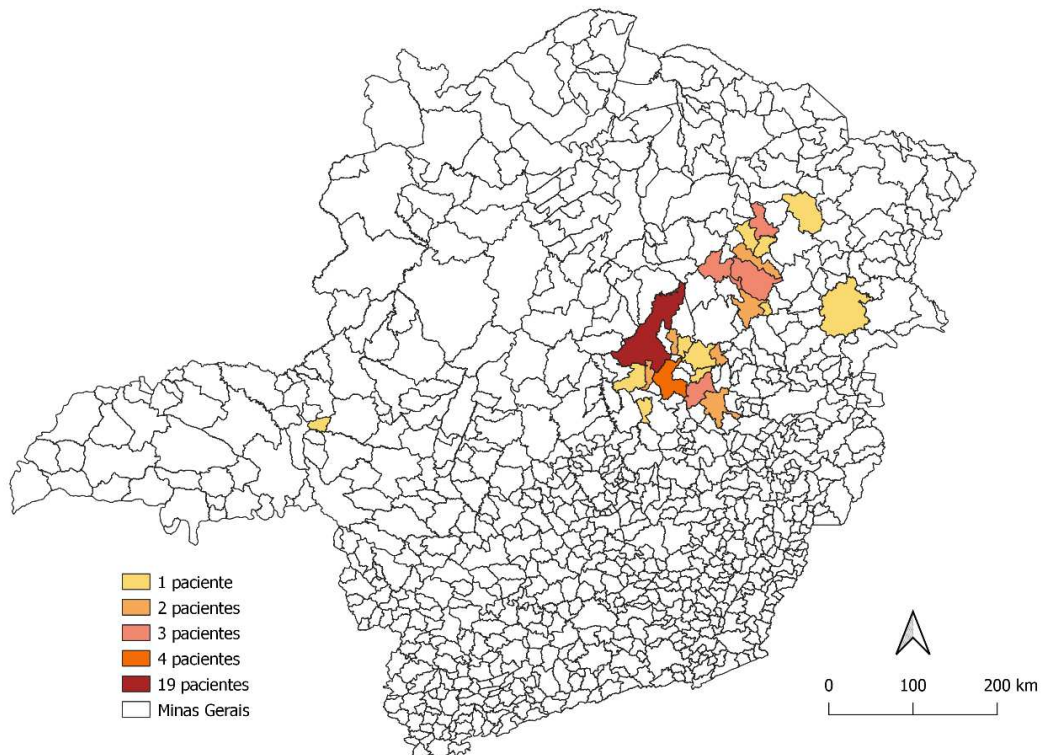 1 paciente
2 pacientes
3 pacientes
4 pacientes
19 pacientes
Minas Gerais
0 100 200 km